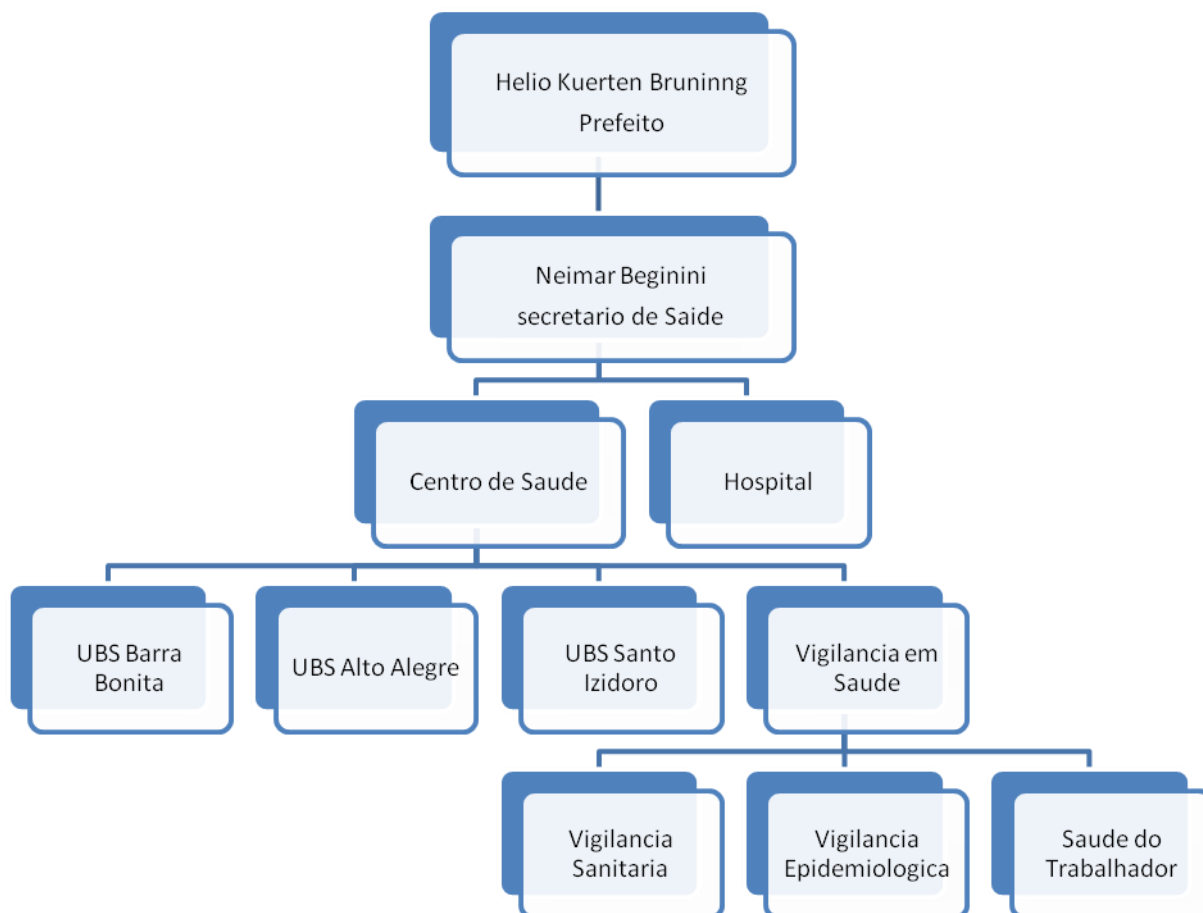 Helio Kuerten Bruninng
Prefeito
Neimar Beginini
secretario de Saide
Centro de Saude
Hospital
UBS Barra
Bonita
UBS Alto Alegre
UBS Santo
Izidoro
Vigilancia em
Saude
Vigilancia
Sanitaria
Vigilancia
Epidemiologica
Saude do
Trabalhador